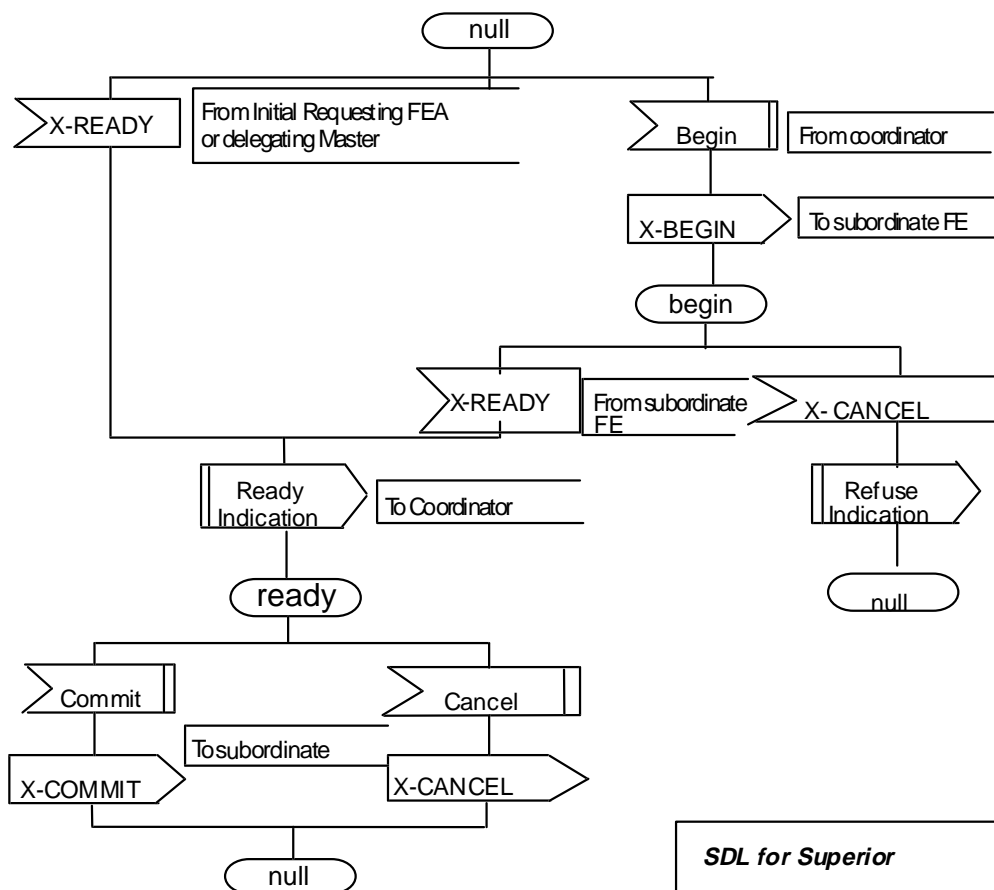 null
X-READY
From Initial Requesting FEA
or delegating Master
Begin
From coordinator
X-BEGIN
To subordinate FE
begin
X-READY
From subordinate
FE
X- CANCEL
Ready
Indication
To Coordinator
Refuse
Indication
ready
null
Commit
Cancel
To subordinate
X-COMMIT
X-CANCEL
null
SDL for Superior